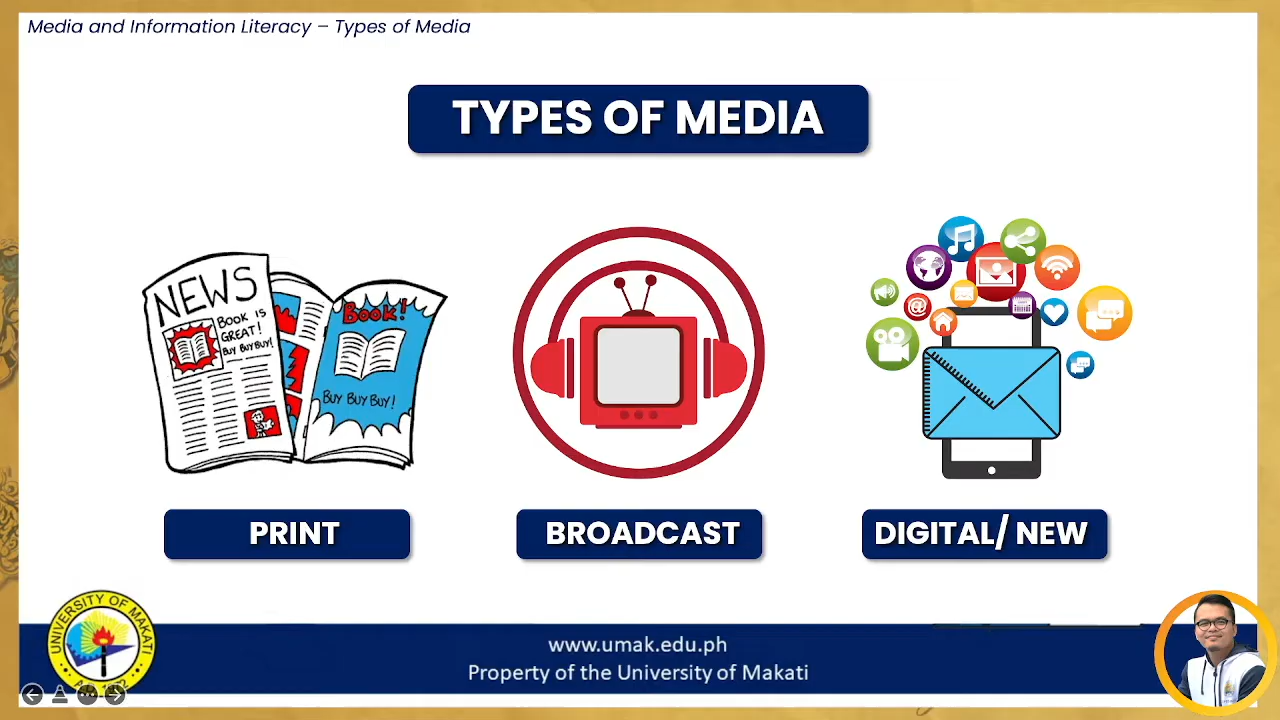 Media and Information Literacy – Types of Media
TYPES OF MEDIA
NEWS
BOOK IS
GREAT!
BUY BUY BUY!
Book!
BUY BUY BUY!
PRINT
BROADCAST
DIGITAL/ NEW
UNIVERSITY OF MAKATI
www.umak.edu.ph
Property of the University of Makati